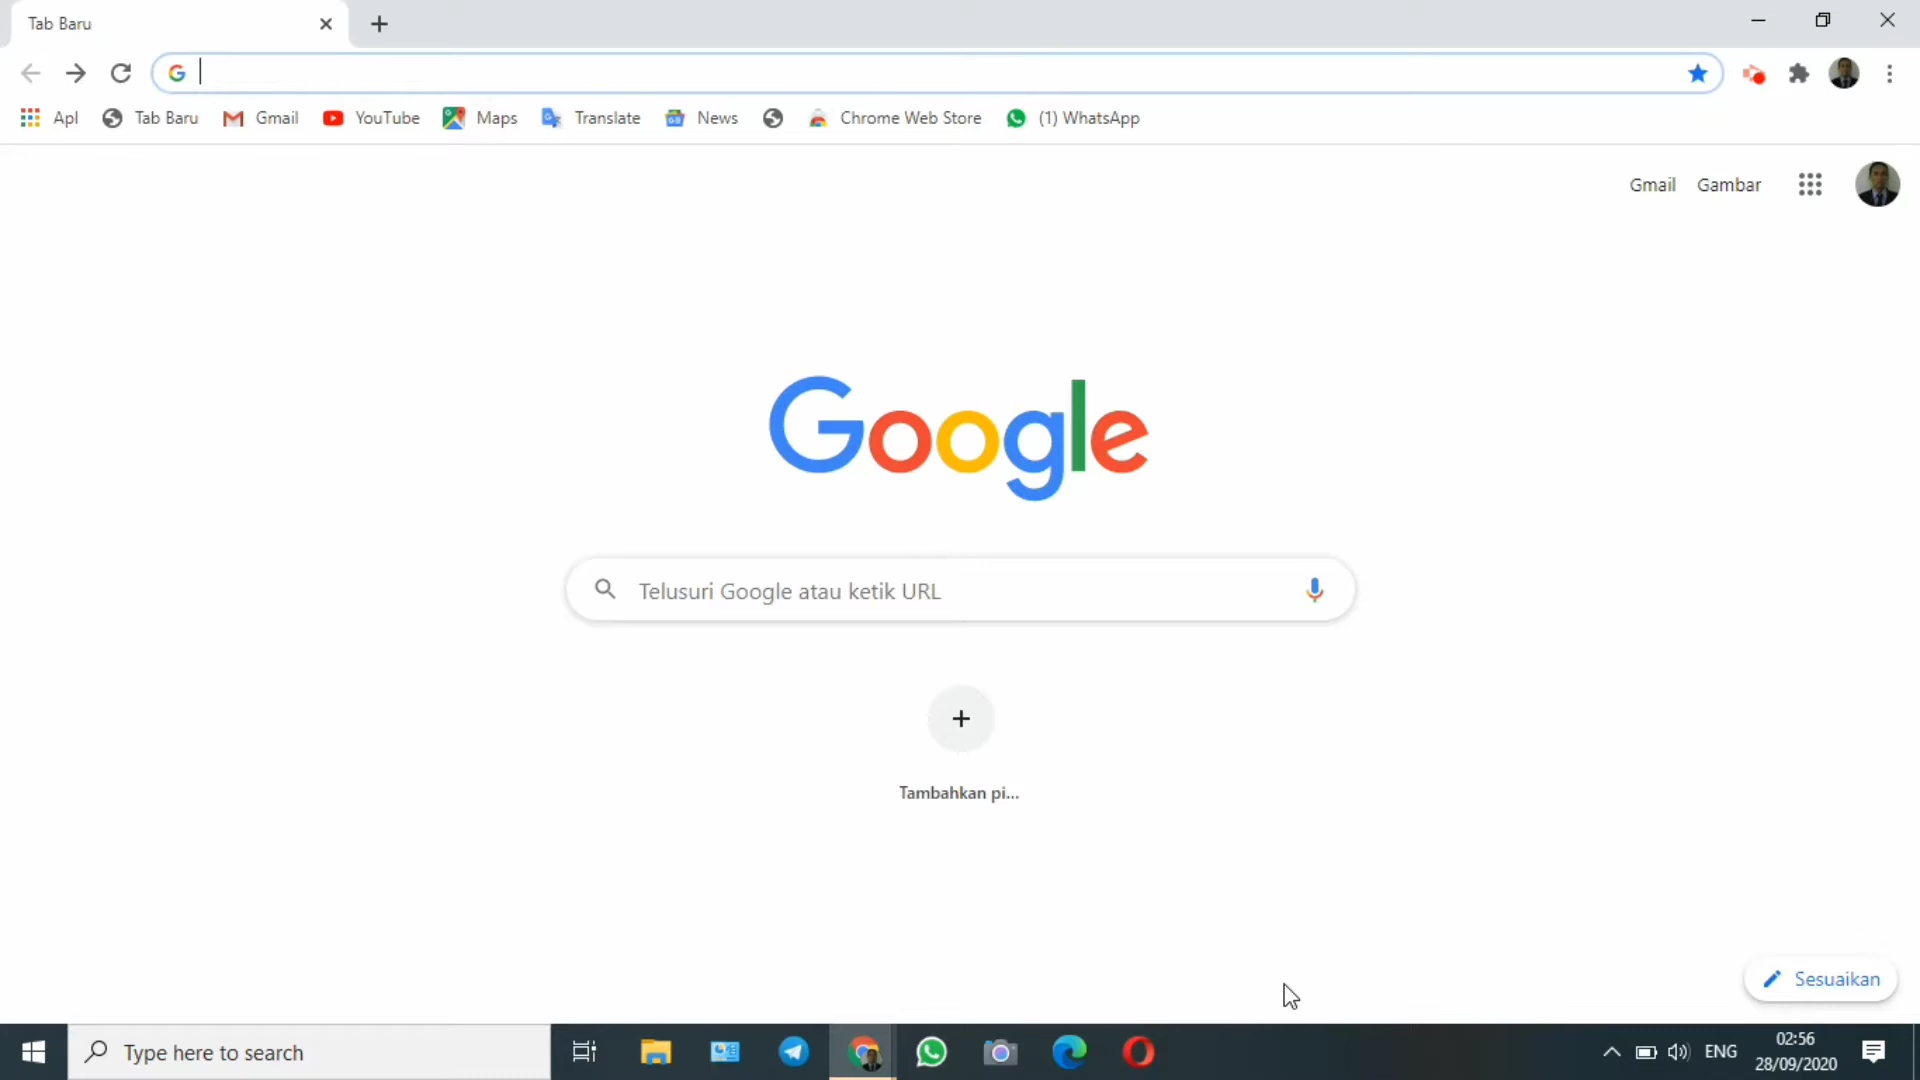 Tab Baru
Apl
Tab Baru
Gmail
YouTube
Maps
Translate
News
Chrome Web Store
(1) WhatsApp
Gmail
Gambar
Google
Telusuri Google atau ketik URL
Tambahkan pi...
Sesuaikan
Type here to search
ENG
02:56
28/09/2020